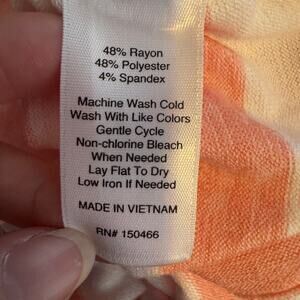 48% Rayon
48% Polyester
4% Spandex
Machine Wash Cold
Wash With Like Colors
Gentle Cycle
Non-chlorine Bleach
When Needed
Lay Flat To Dry
Low Iron If Needed
MADE IN VIETNAM
RN# 150466